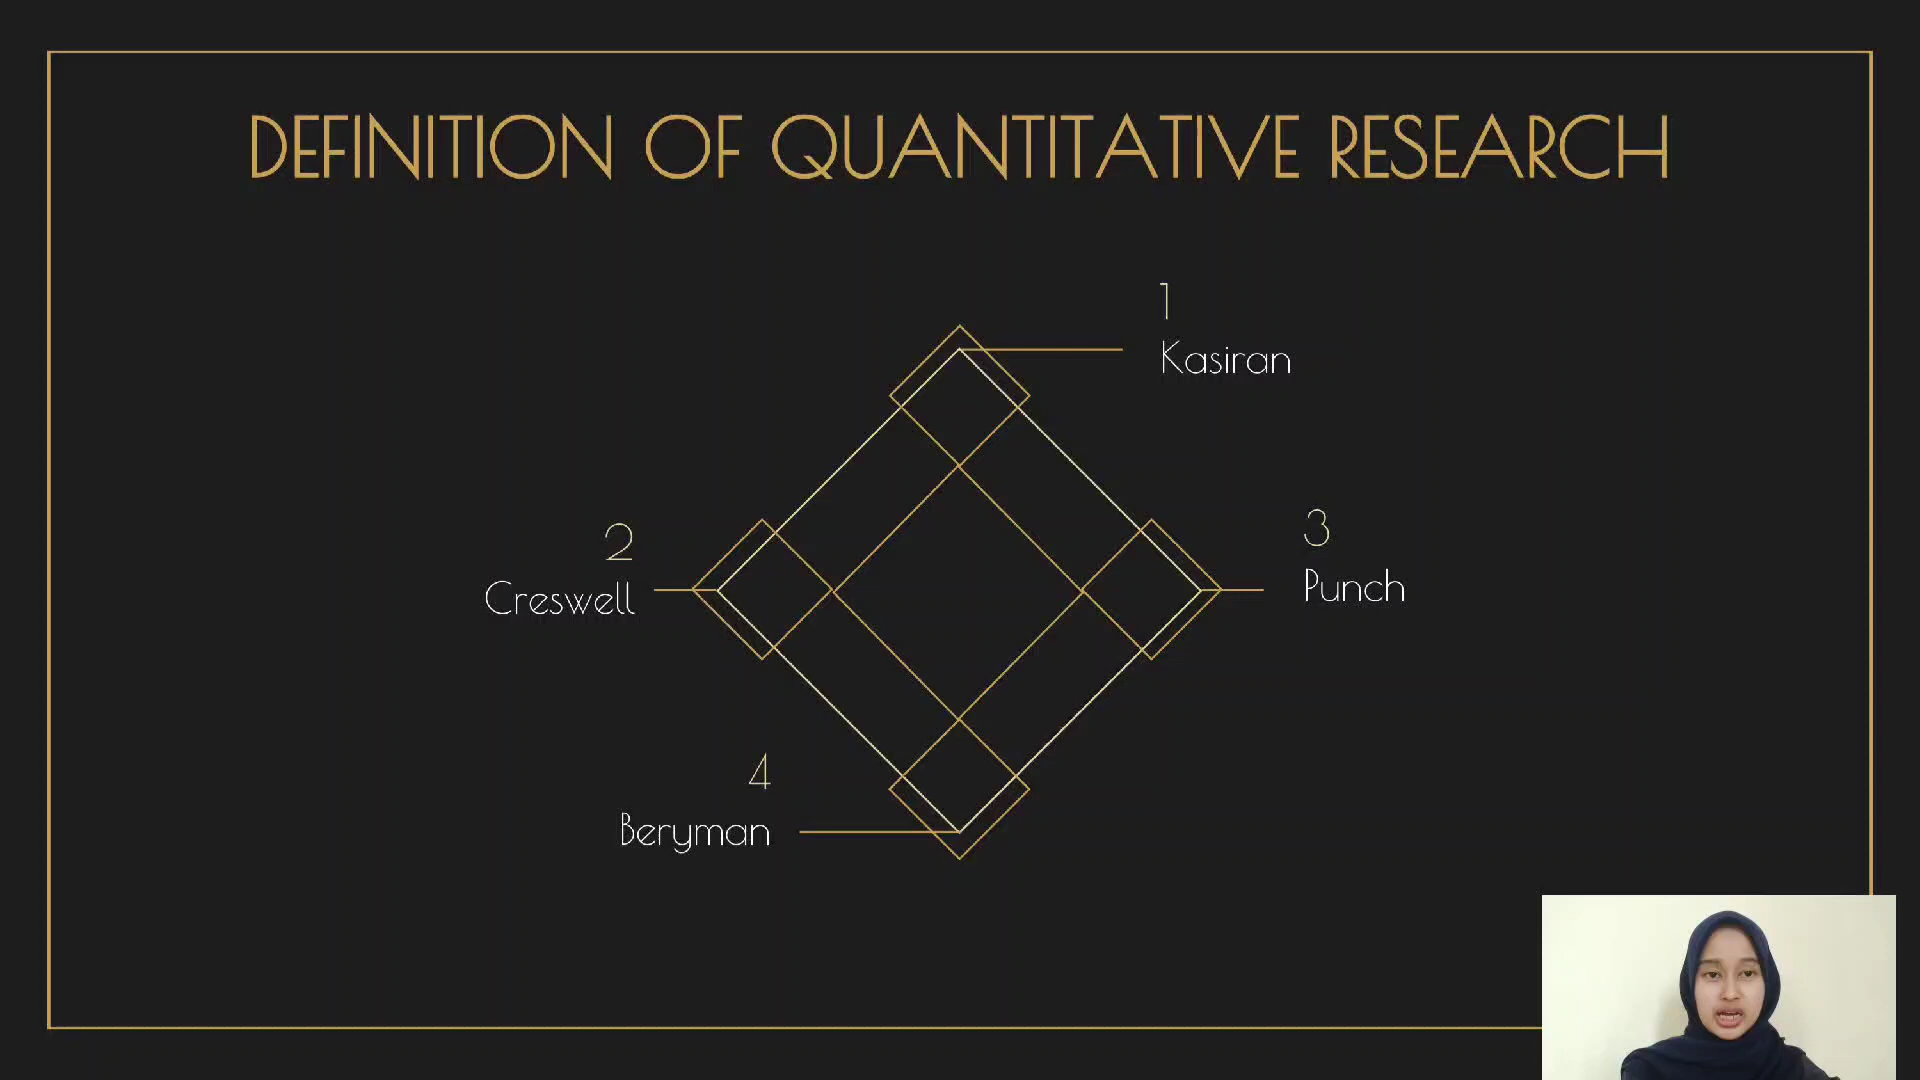 DEFINITION OF QUANTITATIVE RESEARCH
1
Kasiran
2
Creswell
3
Punch
4
Beryman